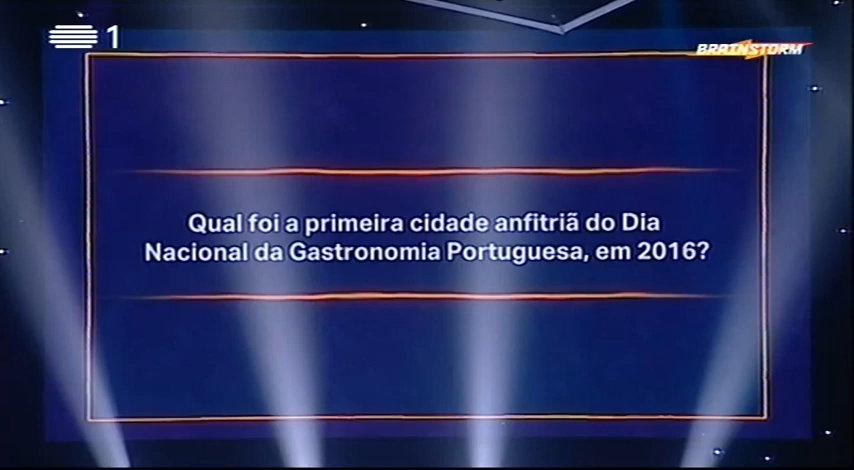 1
BRAINSTORM
Qual foi a primeira cidade anfitriã do Dia
Nacional da Gastronomia Portuguesa, em 2016?